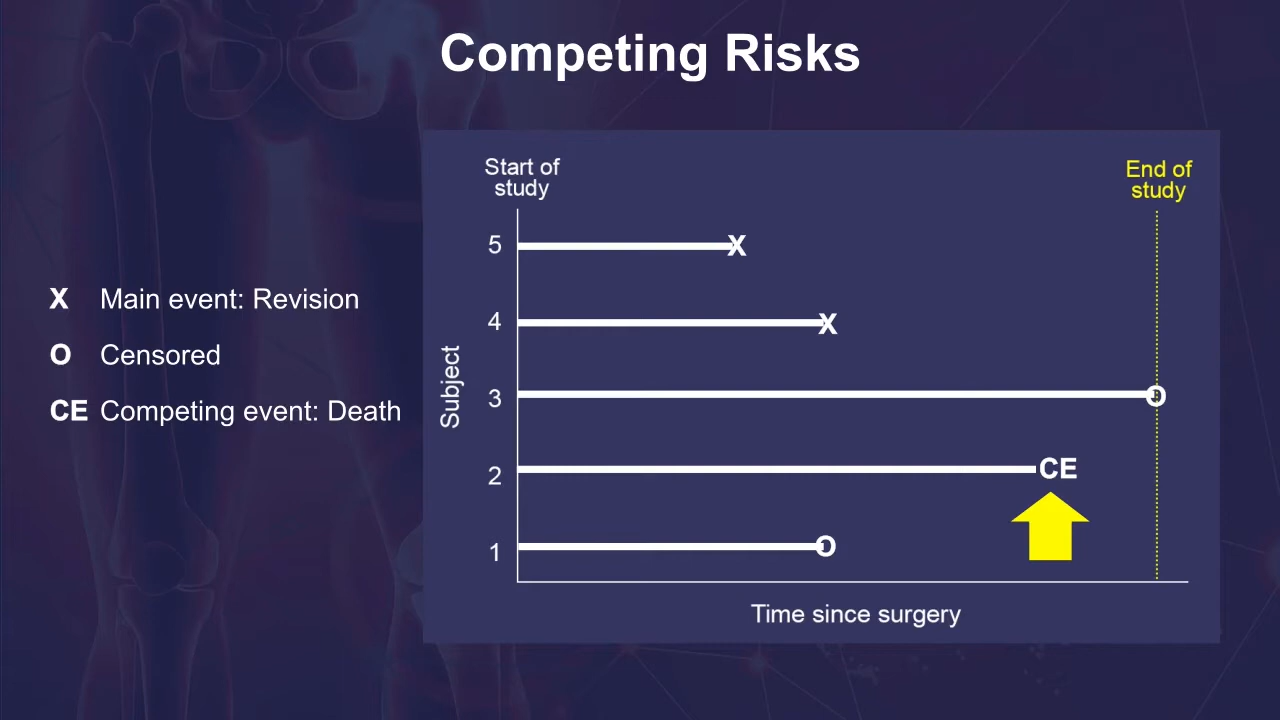 Competing Risks
X Main event: Revision
O Censored
CE Competing event: Death
Start of
study
End of
study
Subject
5
X
4
X
3
O
2
CE
1
O
Time since surgery